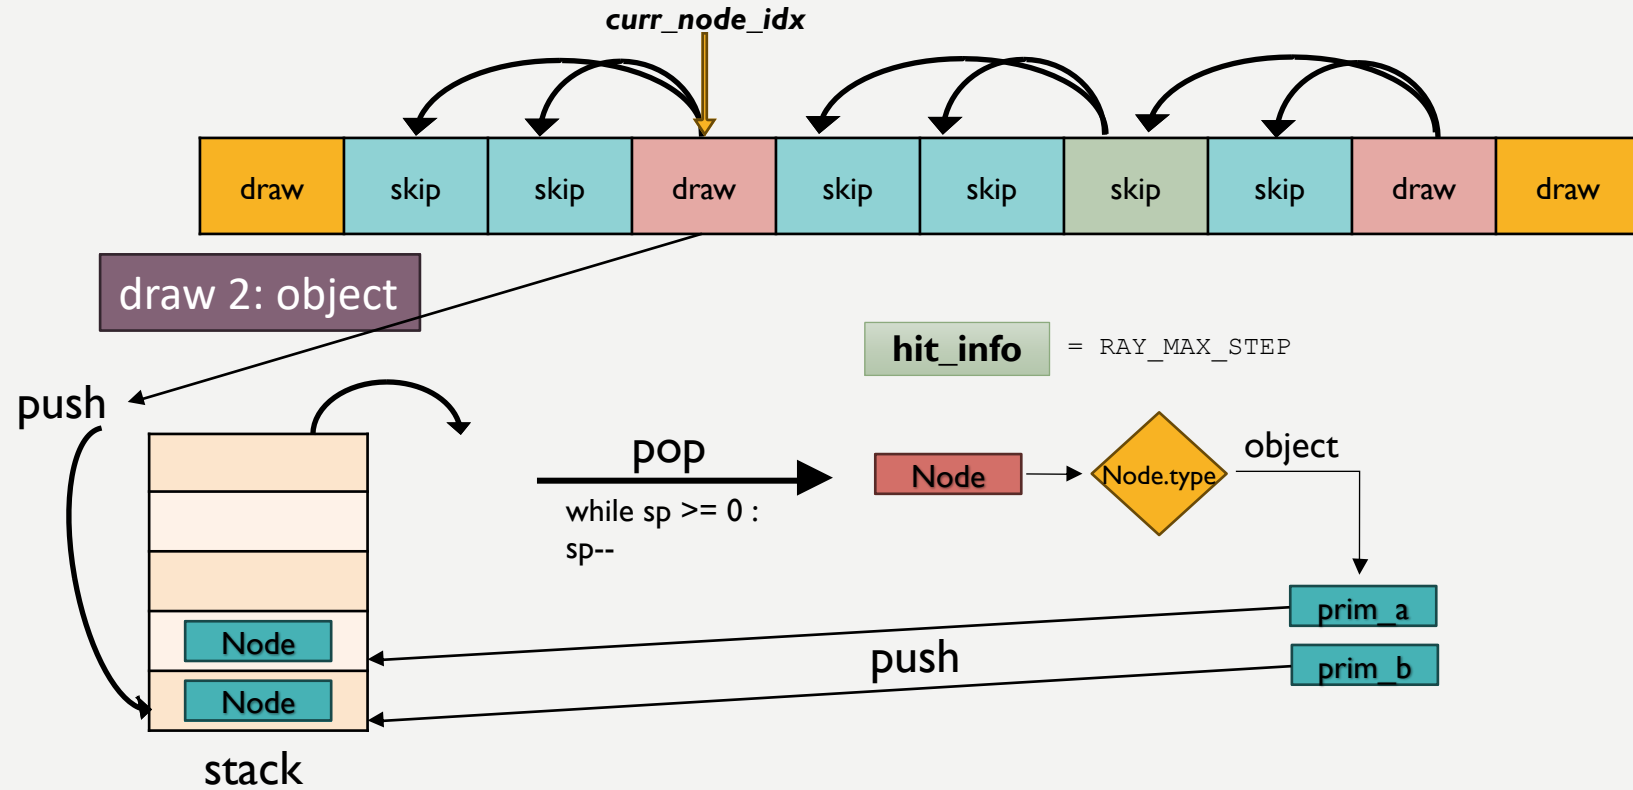 curr_node_idx
draw skip skip draw skip skip skip skip draw draw
draw 2: object
hit_info = RAY_MAX_STEP
push
pop
while sp >= 0 :
sp--
Node
Node.type
object
prim_a
prim_b
push
Node
Node
stack